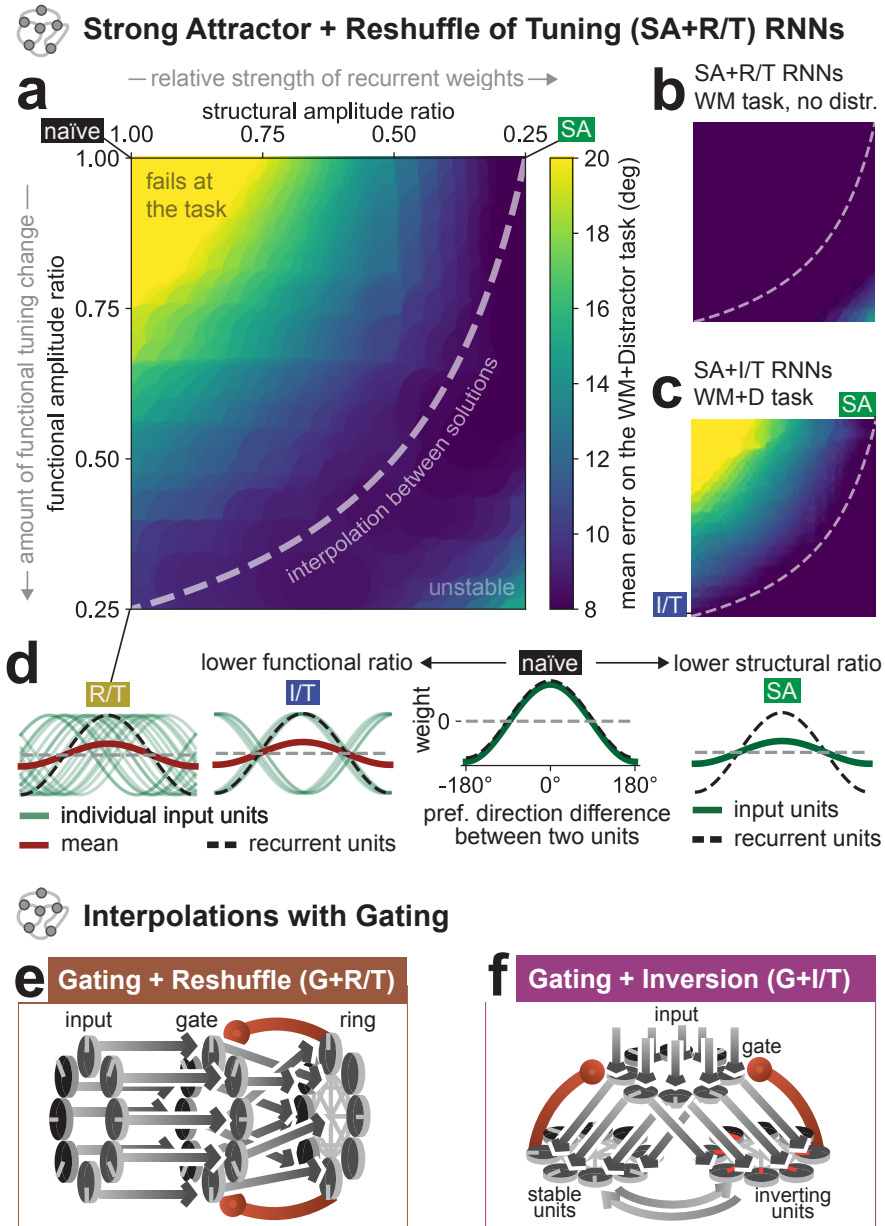 Strong Attractor + Reshuffle of Tuning (SA+R/T) RNNs
a
relative strength of recurrent weights
structural amplitude ratio
naïve
SA
1.00 0.75 0.50 0.25
amount of functional tuning change
functional amplitude ratio
1.00
0.75
0.50
0.25
fails at
the task
interpolation between solutions
unstable
20
18
16
14
12
10
8
mean error on the WM+Distractor task (deg)
b
SA+R/T RNNs
WM task, no distr.
c
SA+I/T RNNs
WM+D task
SA
I/T
d
lower functional ratio
naïve
lower structural ratio
R/T
I/T
SA
weight
0
-180° 0° 180°
pref. direction difference
between two units
individual input units
mean
recurrent units
input units
recurrent units
Interpolations with Gating
e
Gating + Reshuffle (G+R/T)
input gate ring
f
Gating + Inversion (G+I/T)
input
gate
stable
units
inverting
units